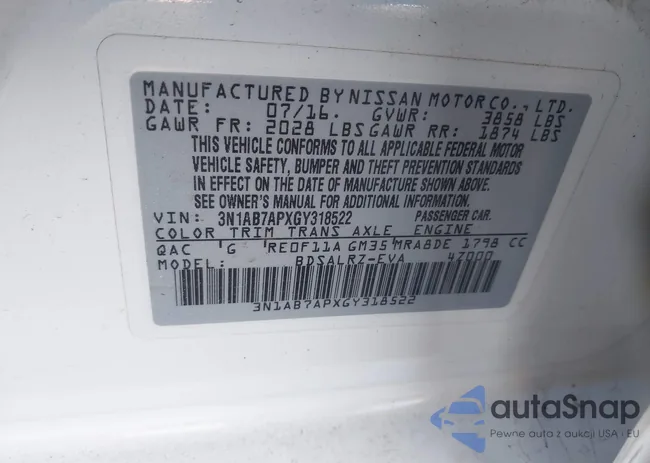 MANUFACTURED BY NISSAN MOTOR CO., LTD.
DATE: 07/16. GVWR: 3858 LBS
GAWR FR: 2028 LBS GAWR RR: 1874 LBS
THIS VEHICLE CONFORMS TO ALL APPLICABLE FEDERAL MOTOR
VEHICLE SAFETY, BUMPER AND THEFT PREVENTION STANDARDS
IN EFFECT ON THE DATE OF MANUFACTURE SHOWN ABOVE.
SEE OWNER'S MANUAL FOR ADDITIONAL INFORMATION
VIN: 3N1AB7APXGY318522 PASSENGER CAR.
COLOR TRIM TRANS AXLE ENGINE
QAC G RE0F11A GM35 MRA8DE 1798 CC
MODEL: BDSALRZ-EVA 4Z000
3N1AB7APXGY318522
autoSnap
Pewne auta z aukcji USA i EU